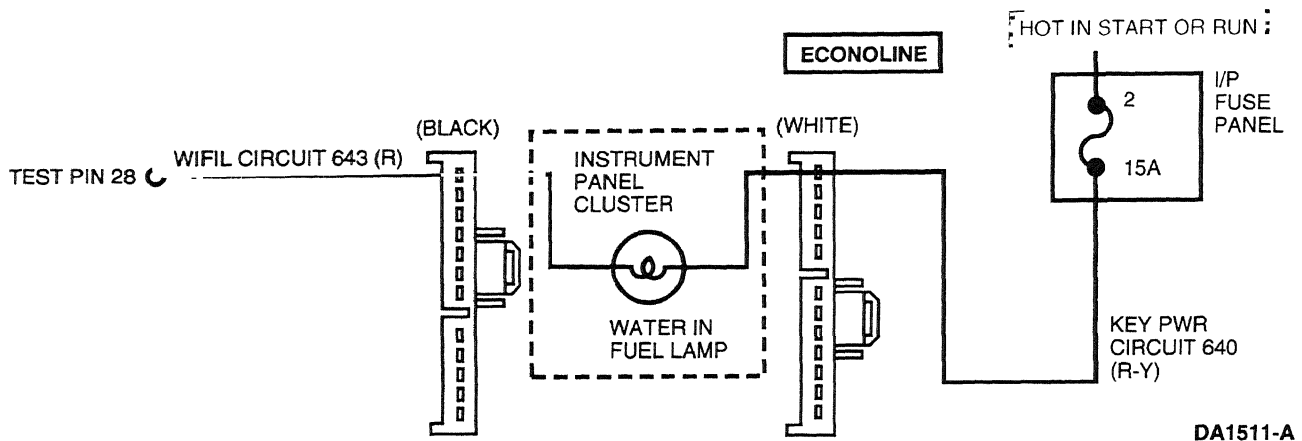 HOT IN START OR RUN
ECONOLINE
I/P
FUSE
PANEL
2
15A
(BLACK)
(WHITE)
WIFIL CIRCUIT 643 (R)
TEST PIN 28
INSTRUMENT
PANEL
CLUSTER
WATER IN
FUEL LAMP
KEY PWR
CIRCUIT 640
(R-Y)
DA1511-A